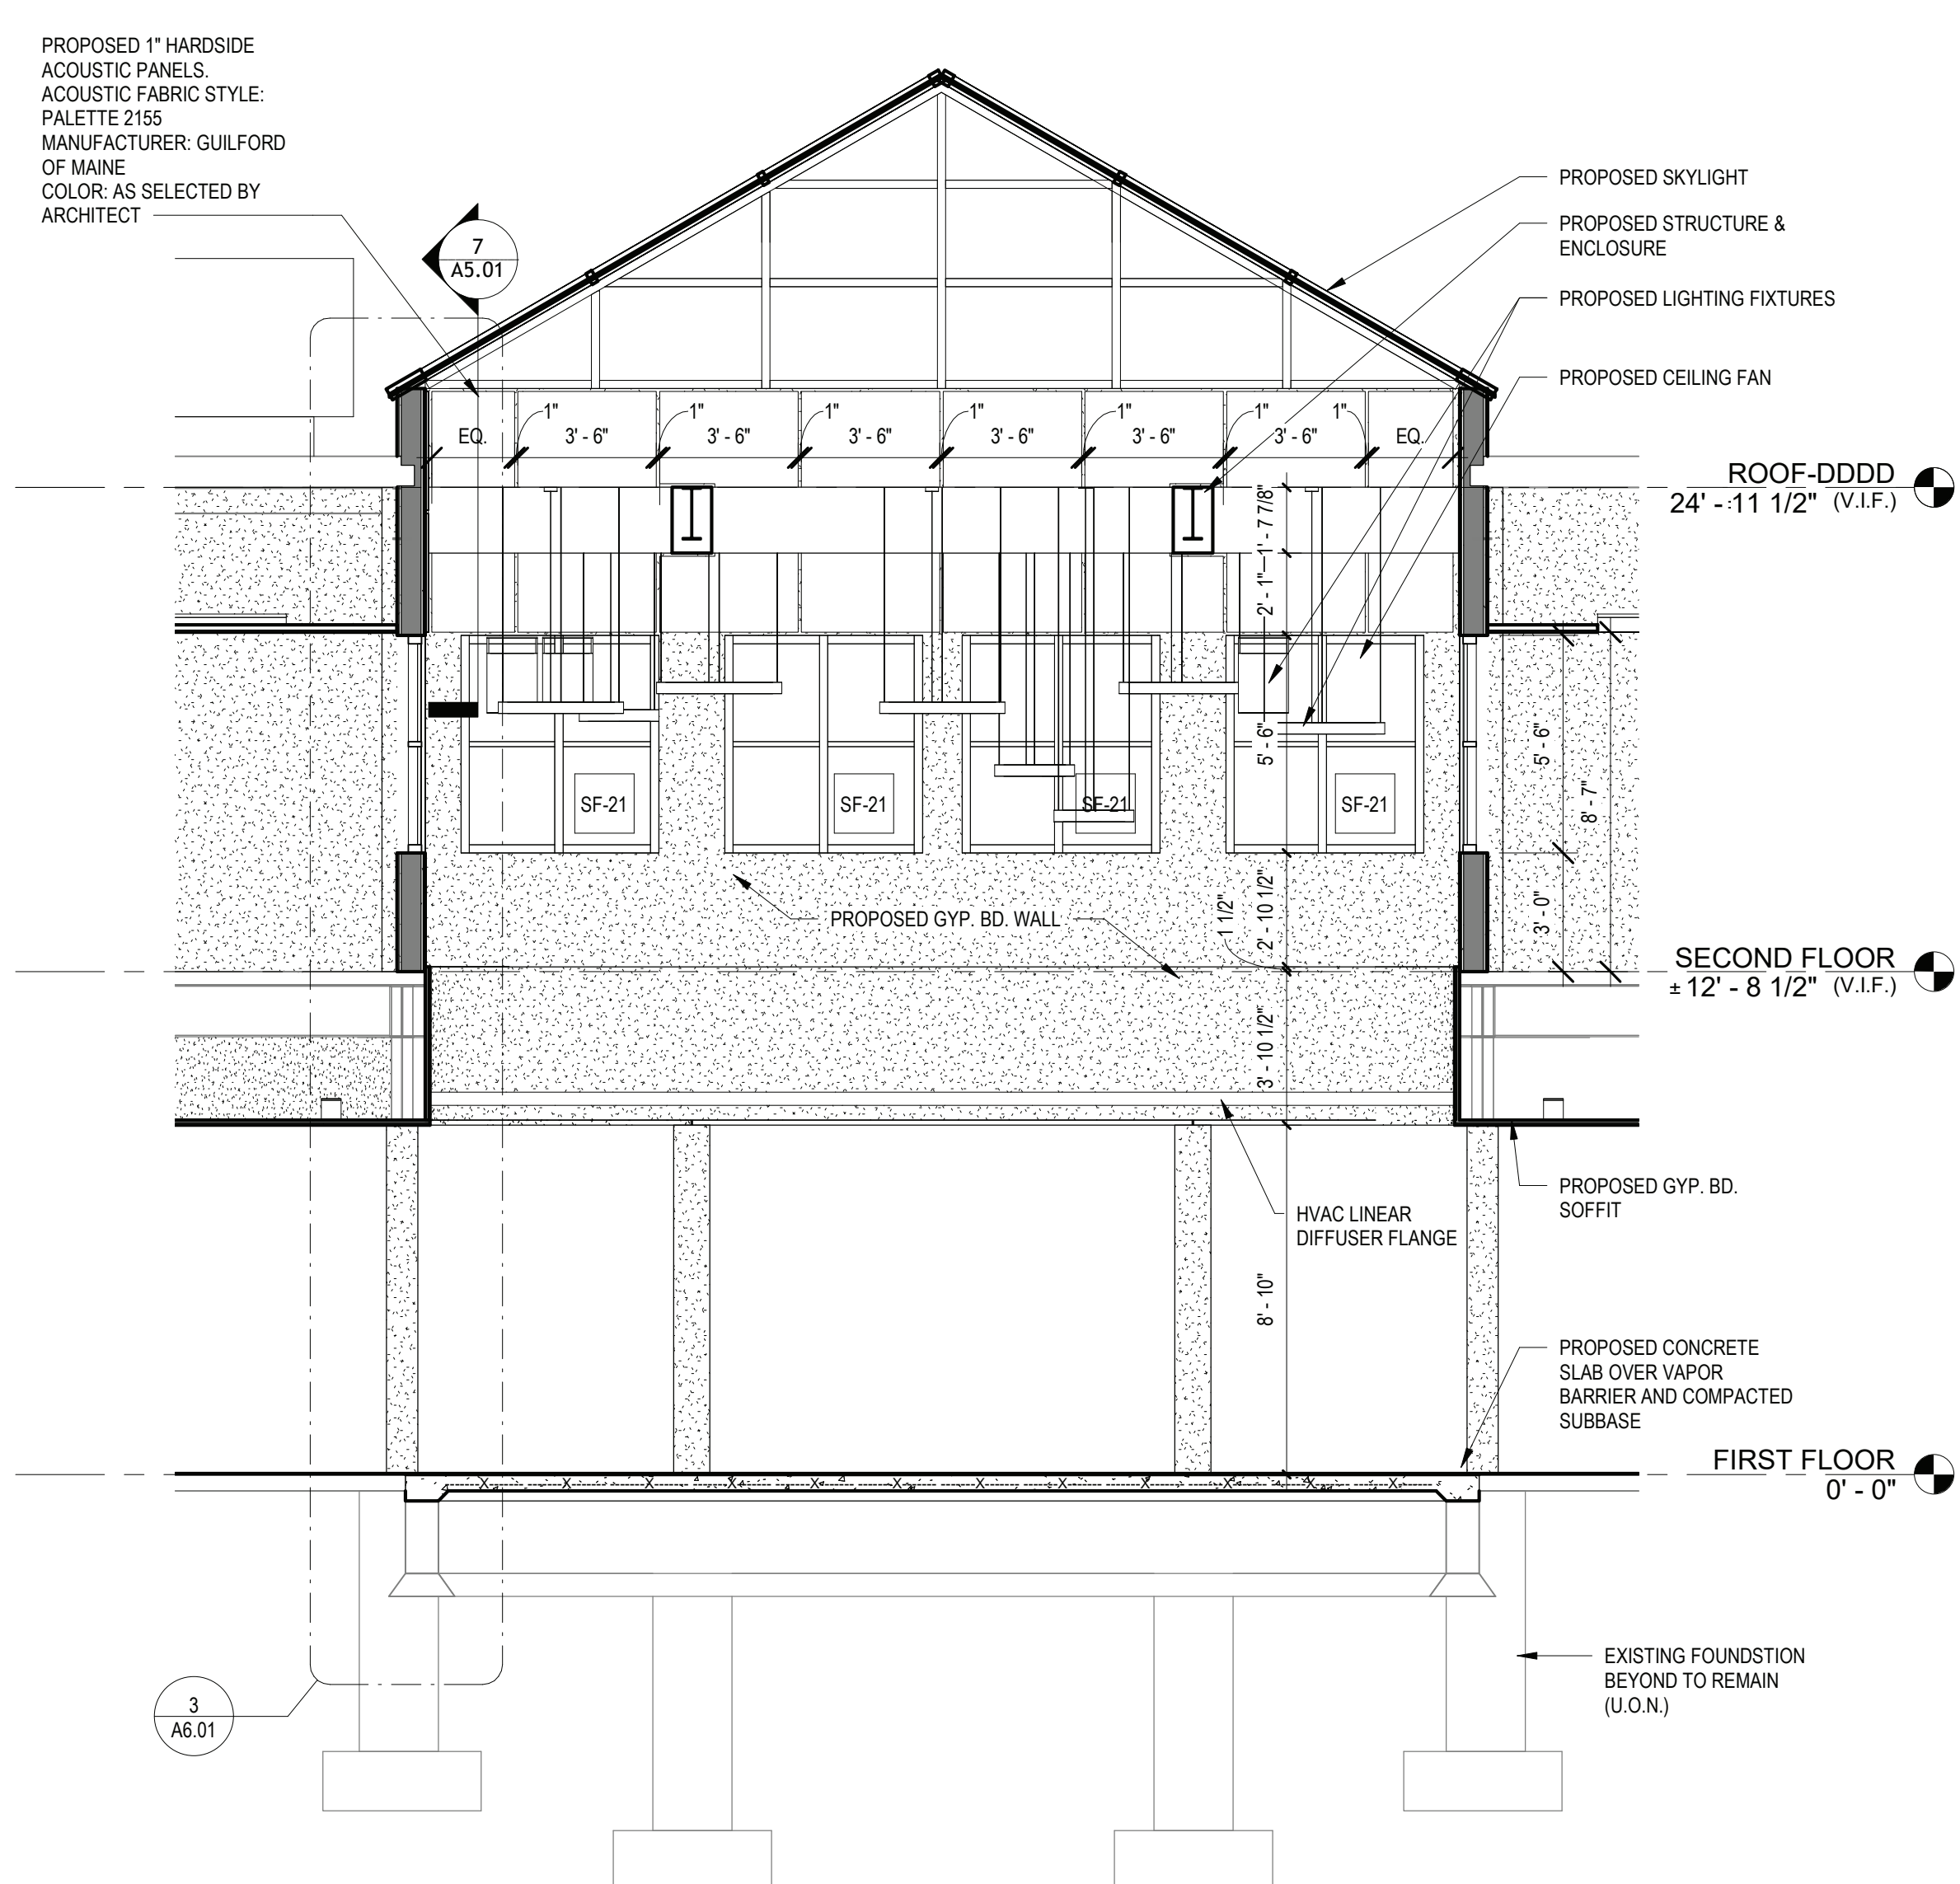 PROPOSED 1" HARDSIDE
ACOUSTIC PANELS.
ACOUSTIC FABRIC STYLE:
PALETTE 2155
MANUFACTURER: GUILFORD
OF MAINE
COLOR: AS SELECTED BY
ARCHITECT
7
A5.01
PROPOSED SKYLIGHT
PROPOSED STRUCTURE &
ENCLOSURE
PROPOSED LIGHTING FIXTURES
PROPOSED CEILING FAN
1" 1" 1" 1" 1" 1" 1"
EQ. 3' - 6" 3' - 6" 3' - 6" 3' - 6" 3' - 6" 3' - 6" EQ.
ROOF-DDDD
24' - 11 1/2" (V.I.F.)
1' - 7 7/8"
2' - 1"
5' - 6"
5' - 6"
8' - 7"
SF-21 SF-21 SF-21 SF-21
PROPOSED GYP. BD. WALL
1 1/2"
2' - 10 1/2"
3' - 0"
SECOND FLOOR
± 12' - 8 1/2" (V.I.F.)
3' - 10 1/2"
PROPOSED GYP. BD.
SOFFIT
HVAC LINEAR
DIFFUSER FLANGE
8' - 10"
PROPOSED CONCRETE
SLAB OVER VAPOR
BARRIER AND COMPACTED
SUBBASE
FIRST FLOOR
0' - 0"
EXISTING FOUNDSTION
BEYOND TO REMAIN
(U.O.N.)
3
A6.01